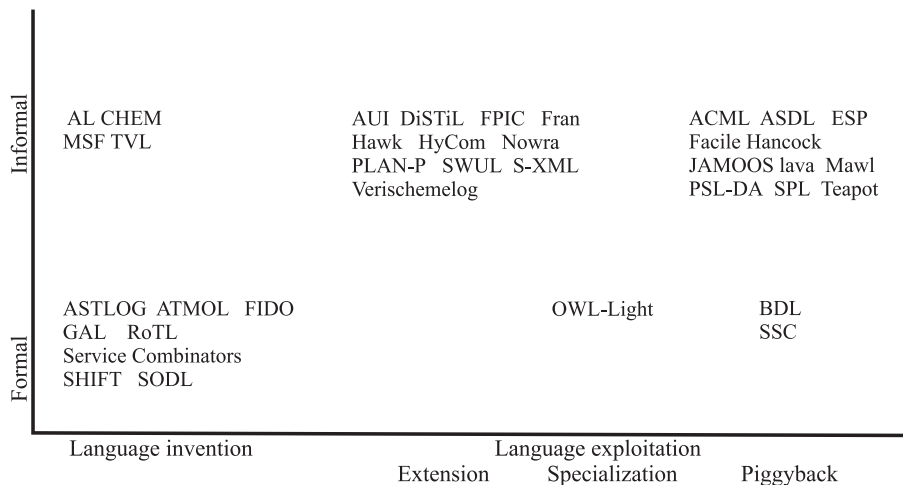 Informal
AL CHEM
MSF TVL
AUI DiSTiL FPIC Fran
Hawk HyCom Nowra
PLAN-P SWUL S-XML
Verischemelog
ACML ASDL ESP
Facile Hancock
JAMOOS lava Mawl
PSL-DA SPL Teapot
Formal
ASTLOG ATMOL FIDO
GAL RoTL
Service Combinators
SHIFT SODL
OWL-Light
BDL
SSC
Language invention
Language exploitation
Extension
Specialization
Piggyback